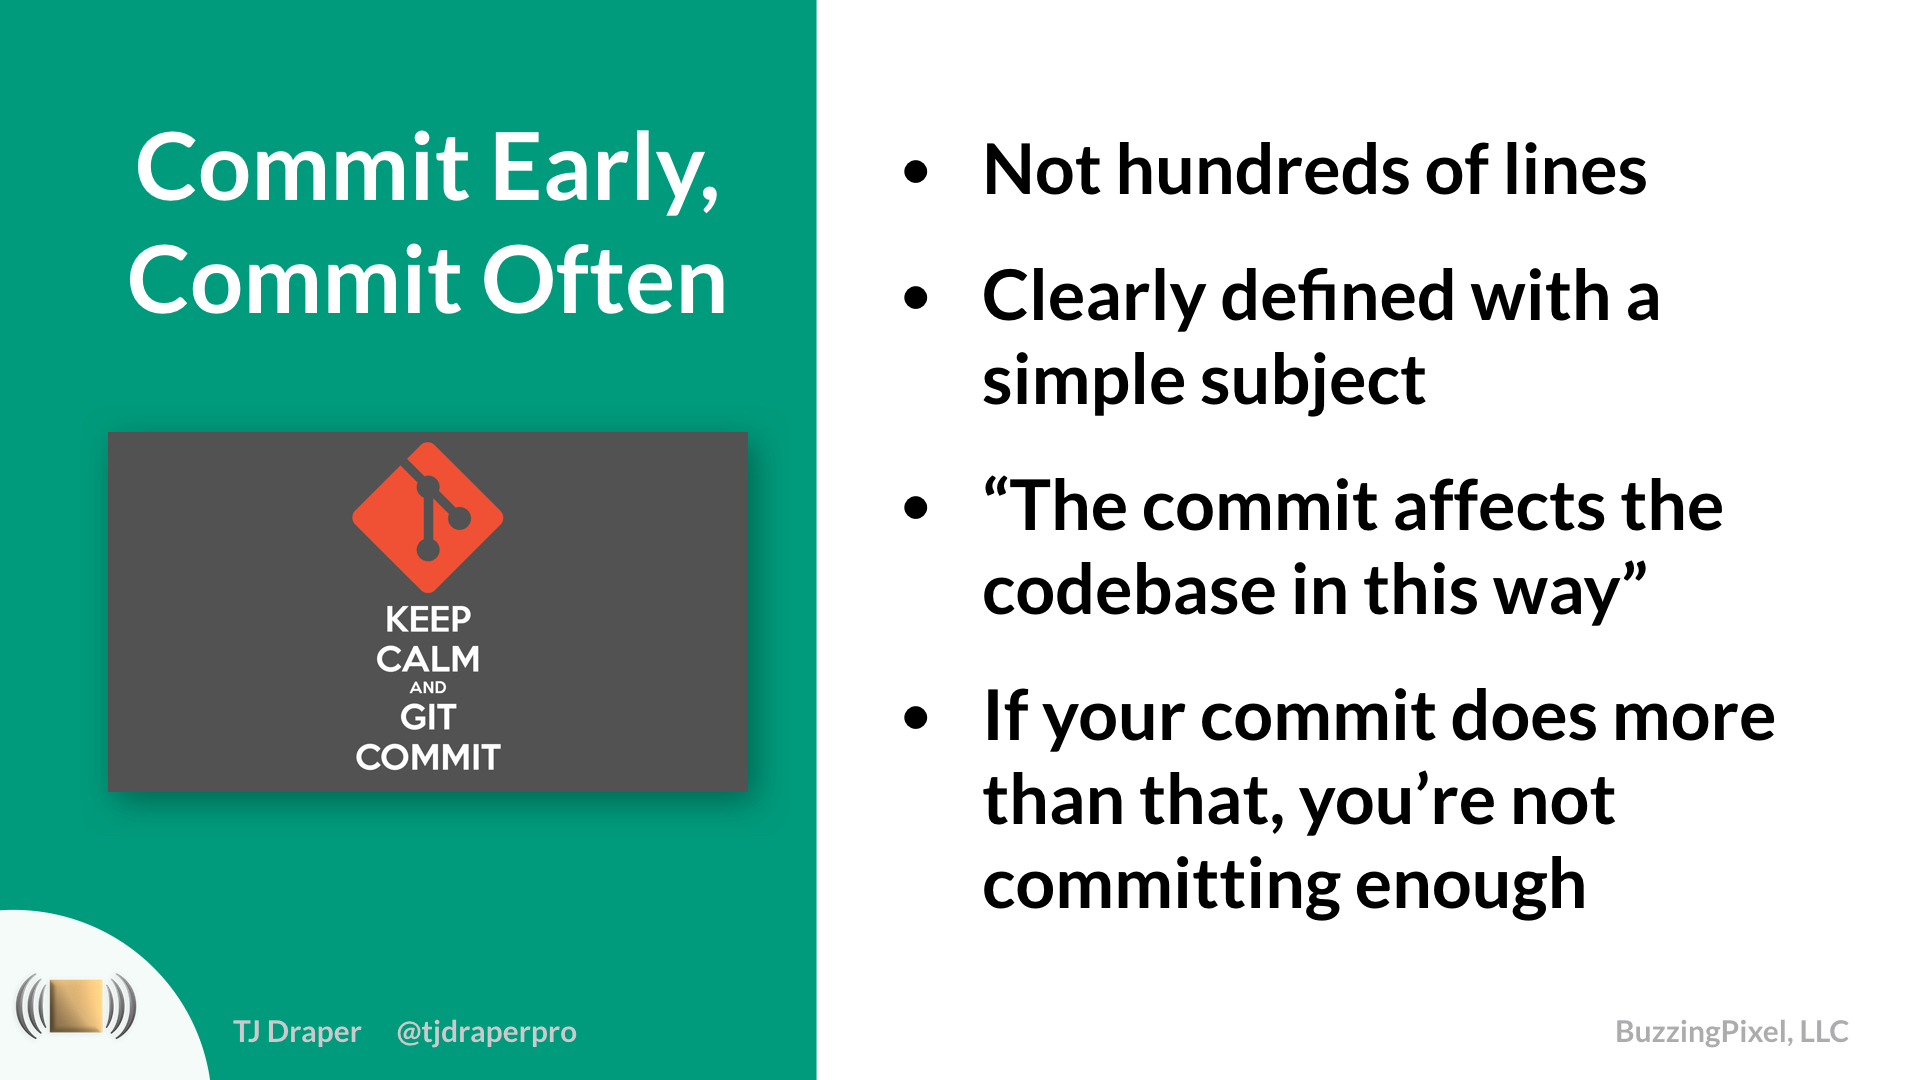 Commit Early,
Commit Often
KEEP
CALM
AND
GIT
COMMIT
• Not hundreds of lines
• Clearly defined with a
simple subject
• “The commit affects the
codebase in this way”
• If your commit does more
than that, you’re not
committing enough
TJ Draper @tjdraperpro
BuzzingPixel, LLC